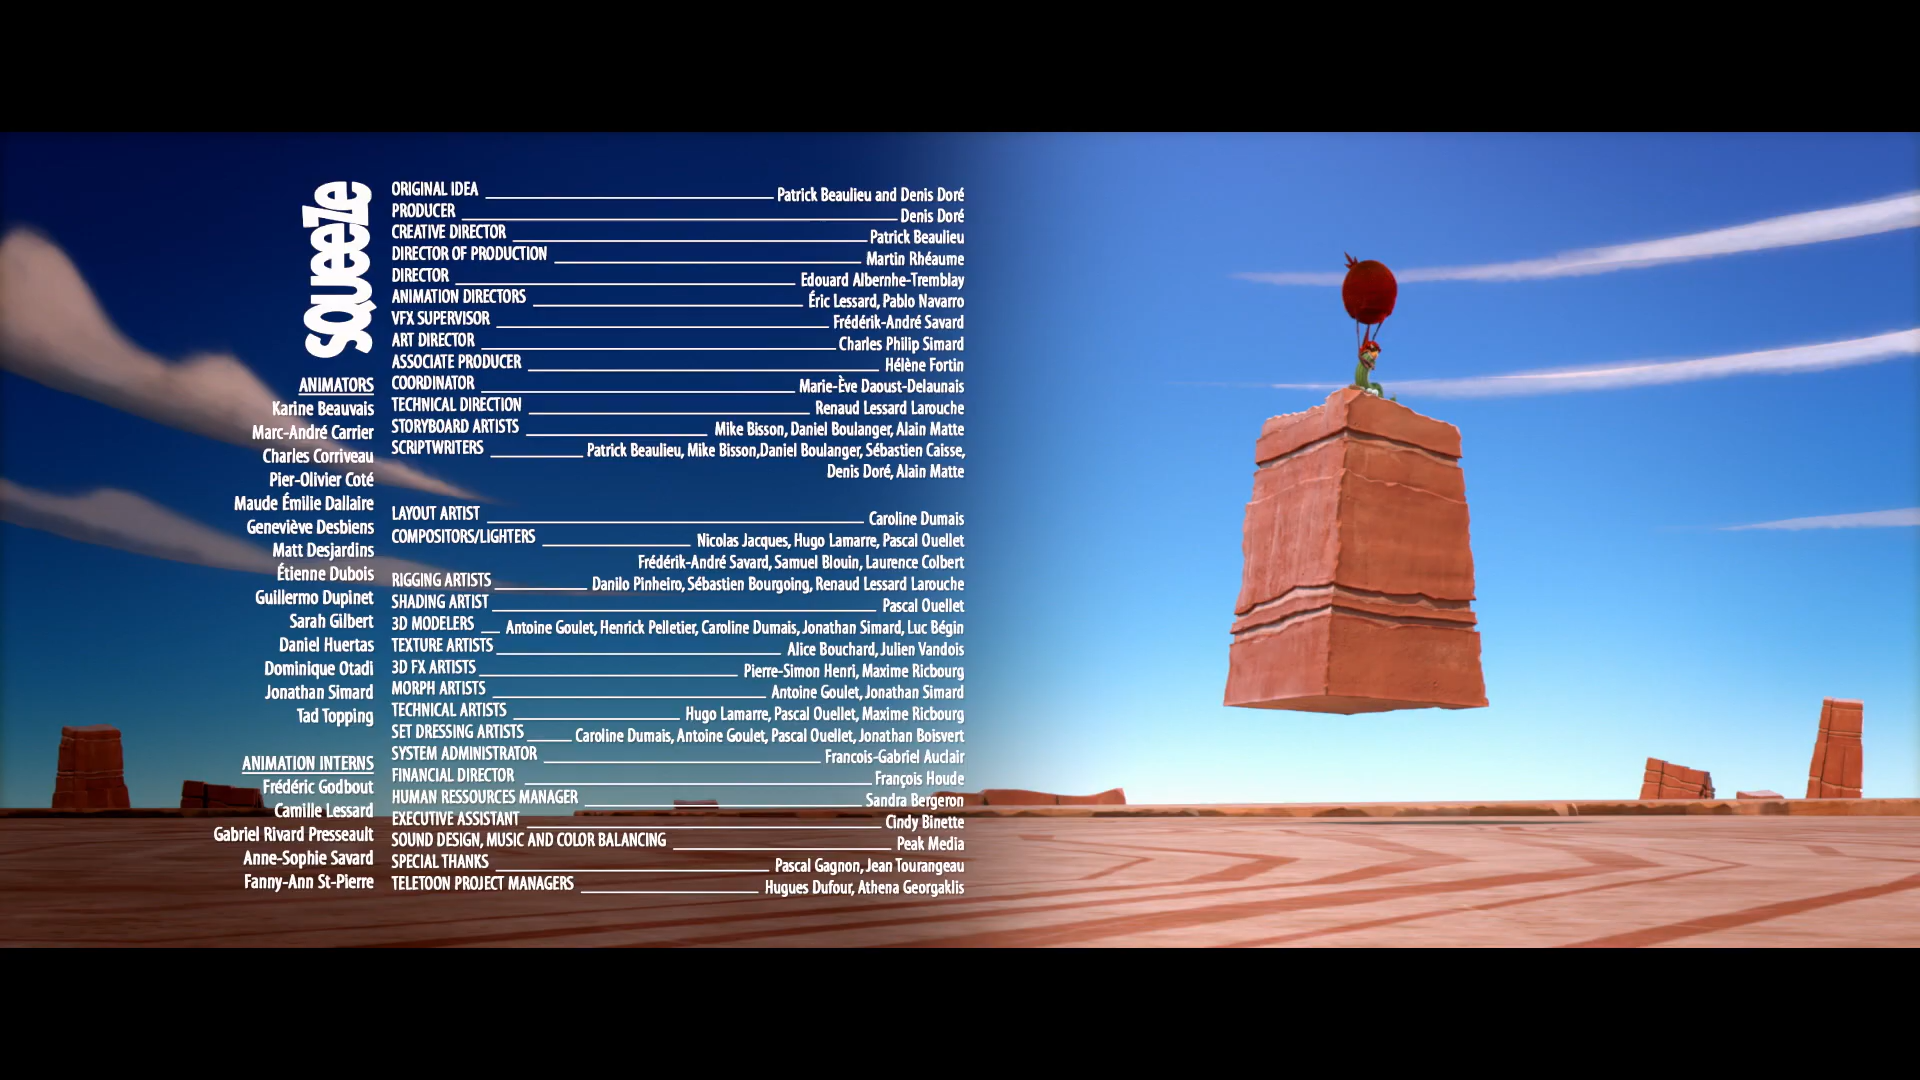 squeeze
ANIMATORS
Karine Beauvais
Marc-André Carrier
Charles Corriveau
Pier-Olivier Coté
Maude Émilie Dallaire
Geneviève Desbiens
Matt Desjardins
Étienne Dubois
Guillermo Dupinet
Sarah Gilbert
Daniel Huertas
Dominique Otadi
Jonathan Simard
Tad Topping
ANIMATION INTERNS
Frédéric Godbout
Camille Lessard
Gabriel Rivard Presseault
Anne-Sophie Savard
Fanny-Ann St-Pierre
ORIGINAL IDEA Patrick Beaulieu and Denis Doré
PRODUCER Denis Doré
CREATIVE DIRECTOR Patrick Beaulieu
DIRECTOR OF PRODUCTION Martin Rhéaume
DIRECTOR Edouard Albernhe-Tremblay
ANIMATION DIRECTORS Éric Lessard, Pablo Navarro
VFX SUPERVISOR Frédérik-André Savard
ART DIRECTOR Charles Philip Simard
ASSOCIATE PRODUCER Hélène Fortin
COORDINATOR Marie-Ève Daoust-Delaunais
TECHNICAL DIRECTION Renaud Lessard Larouche
STORYBOARD ARTISTS Mike Bisson, Daniel Boulanger, Alain Matte
SCRIPTWRITERS Patrick Beaulieu, Mike Bisson,Daniel Boulanger, Sébastien Caisse,
Denis Doré, Alain Matte
LAYOUT ARTIST Caroline Dumais
COMPOSITORS/LIGHTERS Nicolas Jacques, Hugo Lamarre, Pascal Ouellet
Frédérik-André Savard, Samuel Blouin, Laurence Colbert
RIGGING ARTISTS Danilo Pinheiro, Sébastien Bourgoing, Renaud Lessard Larouche
SHADING ARTIST Pascal Ouellet
3D MODELERS Antoine Goulet, Henrick Pelletier, Caroline Dumais, Jonathan Simard, Luc Bégin
TEXTURE ARTISTS Alice Bouchard, Julien Vandois
3D FX ARTISTS Pierre-Simon Henri, Maxime Ricbourg
MORPH ARTISTS Antoine Goulet, Jonathan Simard
TECHNICAL ARTISTS Hugo Lamarre, Pascal Ouellet, Maxime Ricbourg
SET DRESSING ARTISTS Caroline Dumais, Antoine Goulet, Pascal Ouellet, Jonathan Boisvert
SYSTEM ADMINISTRATOR Francois-Gabriel Auclair
FINANCIAL DIRECTOR François Houde
HUMAN RESSOURCES MANAGER Sandra Bergeron
EXECUTIVE ASSISTANT Cindy Binette
SOUND DESIGN, MUSIC AND COLOR BALANCING Peak Media
SPECIAL THANKS Pascal Gagnon, Jean Tourangeau
TELETOON PROJECT MANAGERS Hugues Dufour, Athena Georgaklis